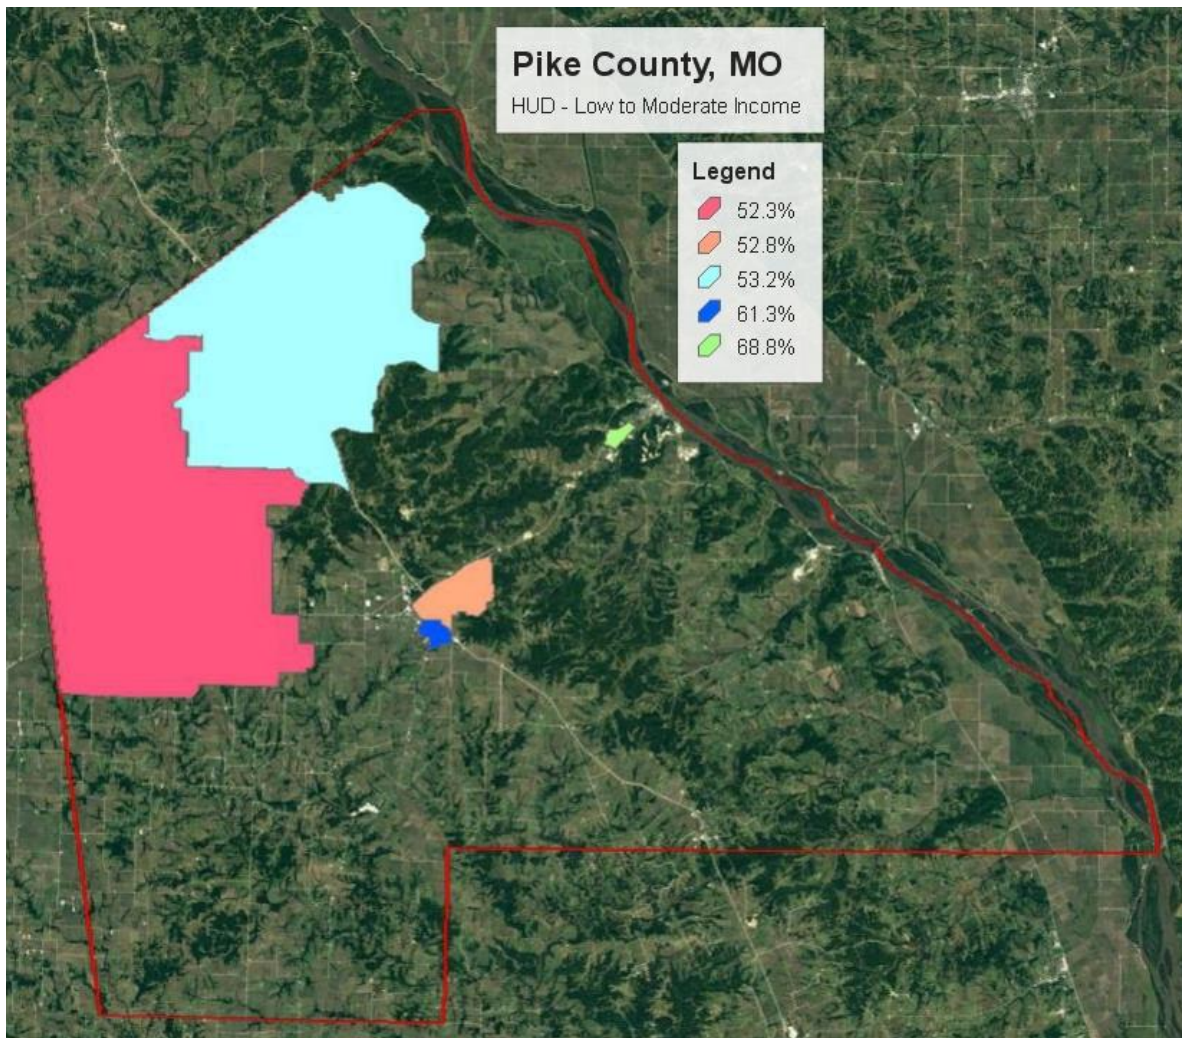 Pike County, MO
HUD - Low to Moderate Income
Legend
52.3%
52.8%
53.2%
61.3%
68.8%